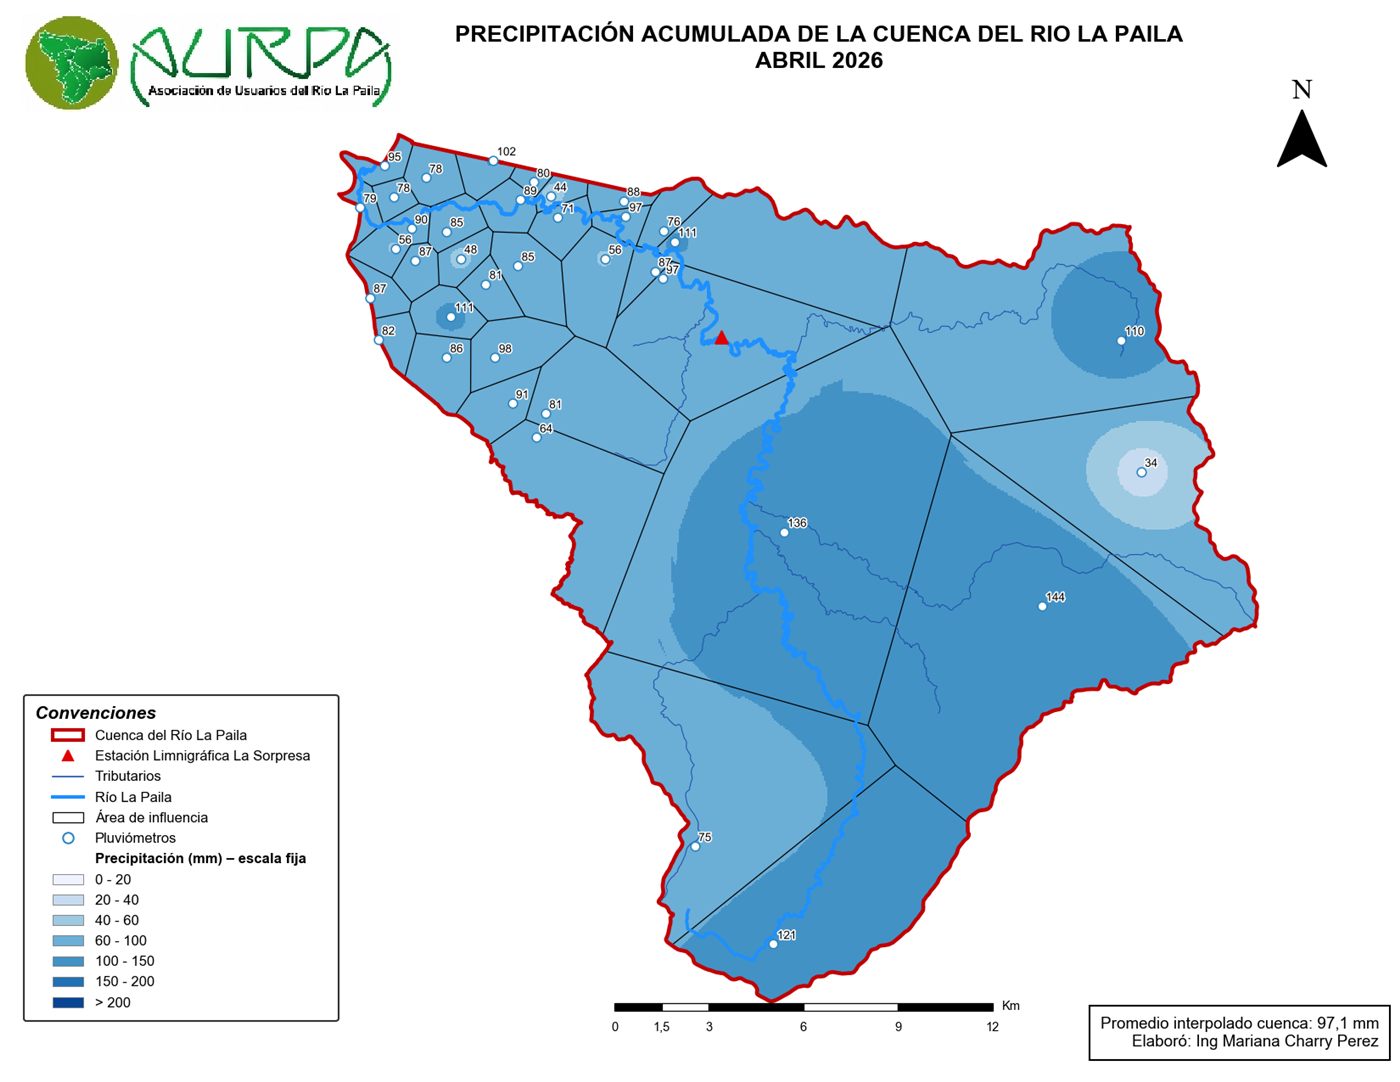 AURPA
Asociación de Usuarios del Río La Paila
PRECIPITACIÓN ACUMULADA DE LA CUENCA DEL RIO LA PAILA
ABRIL 2026
N
95
102
78
80
78
89
44
88
79
71
97
90
85
76
111
56
87
48
85
56
87
97
81
87
111
82
86
98
110
91
81
64
34
136
144
75
121
Convenciones
Cuenca del Río La Paila
Estación Limnigráfica La Sorpresa
Tributarios
Río La Paila
Área de influencia
Pluviómetros
Precipitación (mm) – escala fija
0 - 20
20 - 40
40 - 60
60 - 100
100 - 150
150 - 200
> 200
Km
0 1,5 3 6 9 12
Promedio interpolado cuenca: 97,1 mm
Elaboró: Ing Mariana Charry Perez